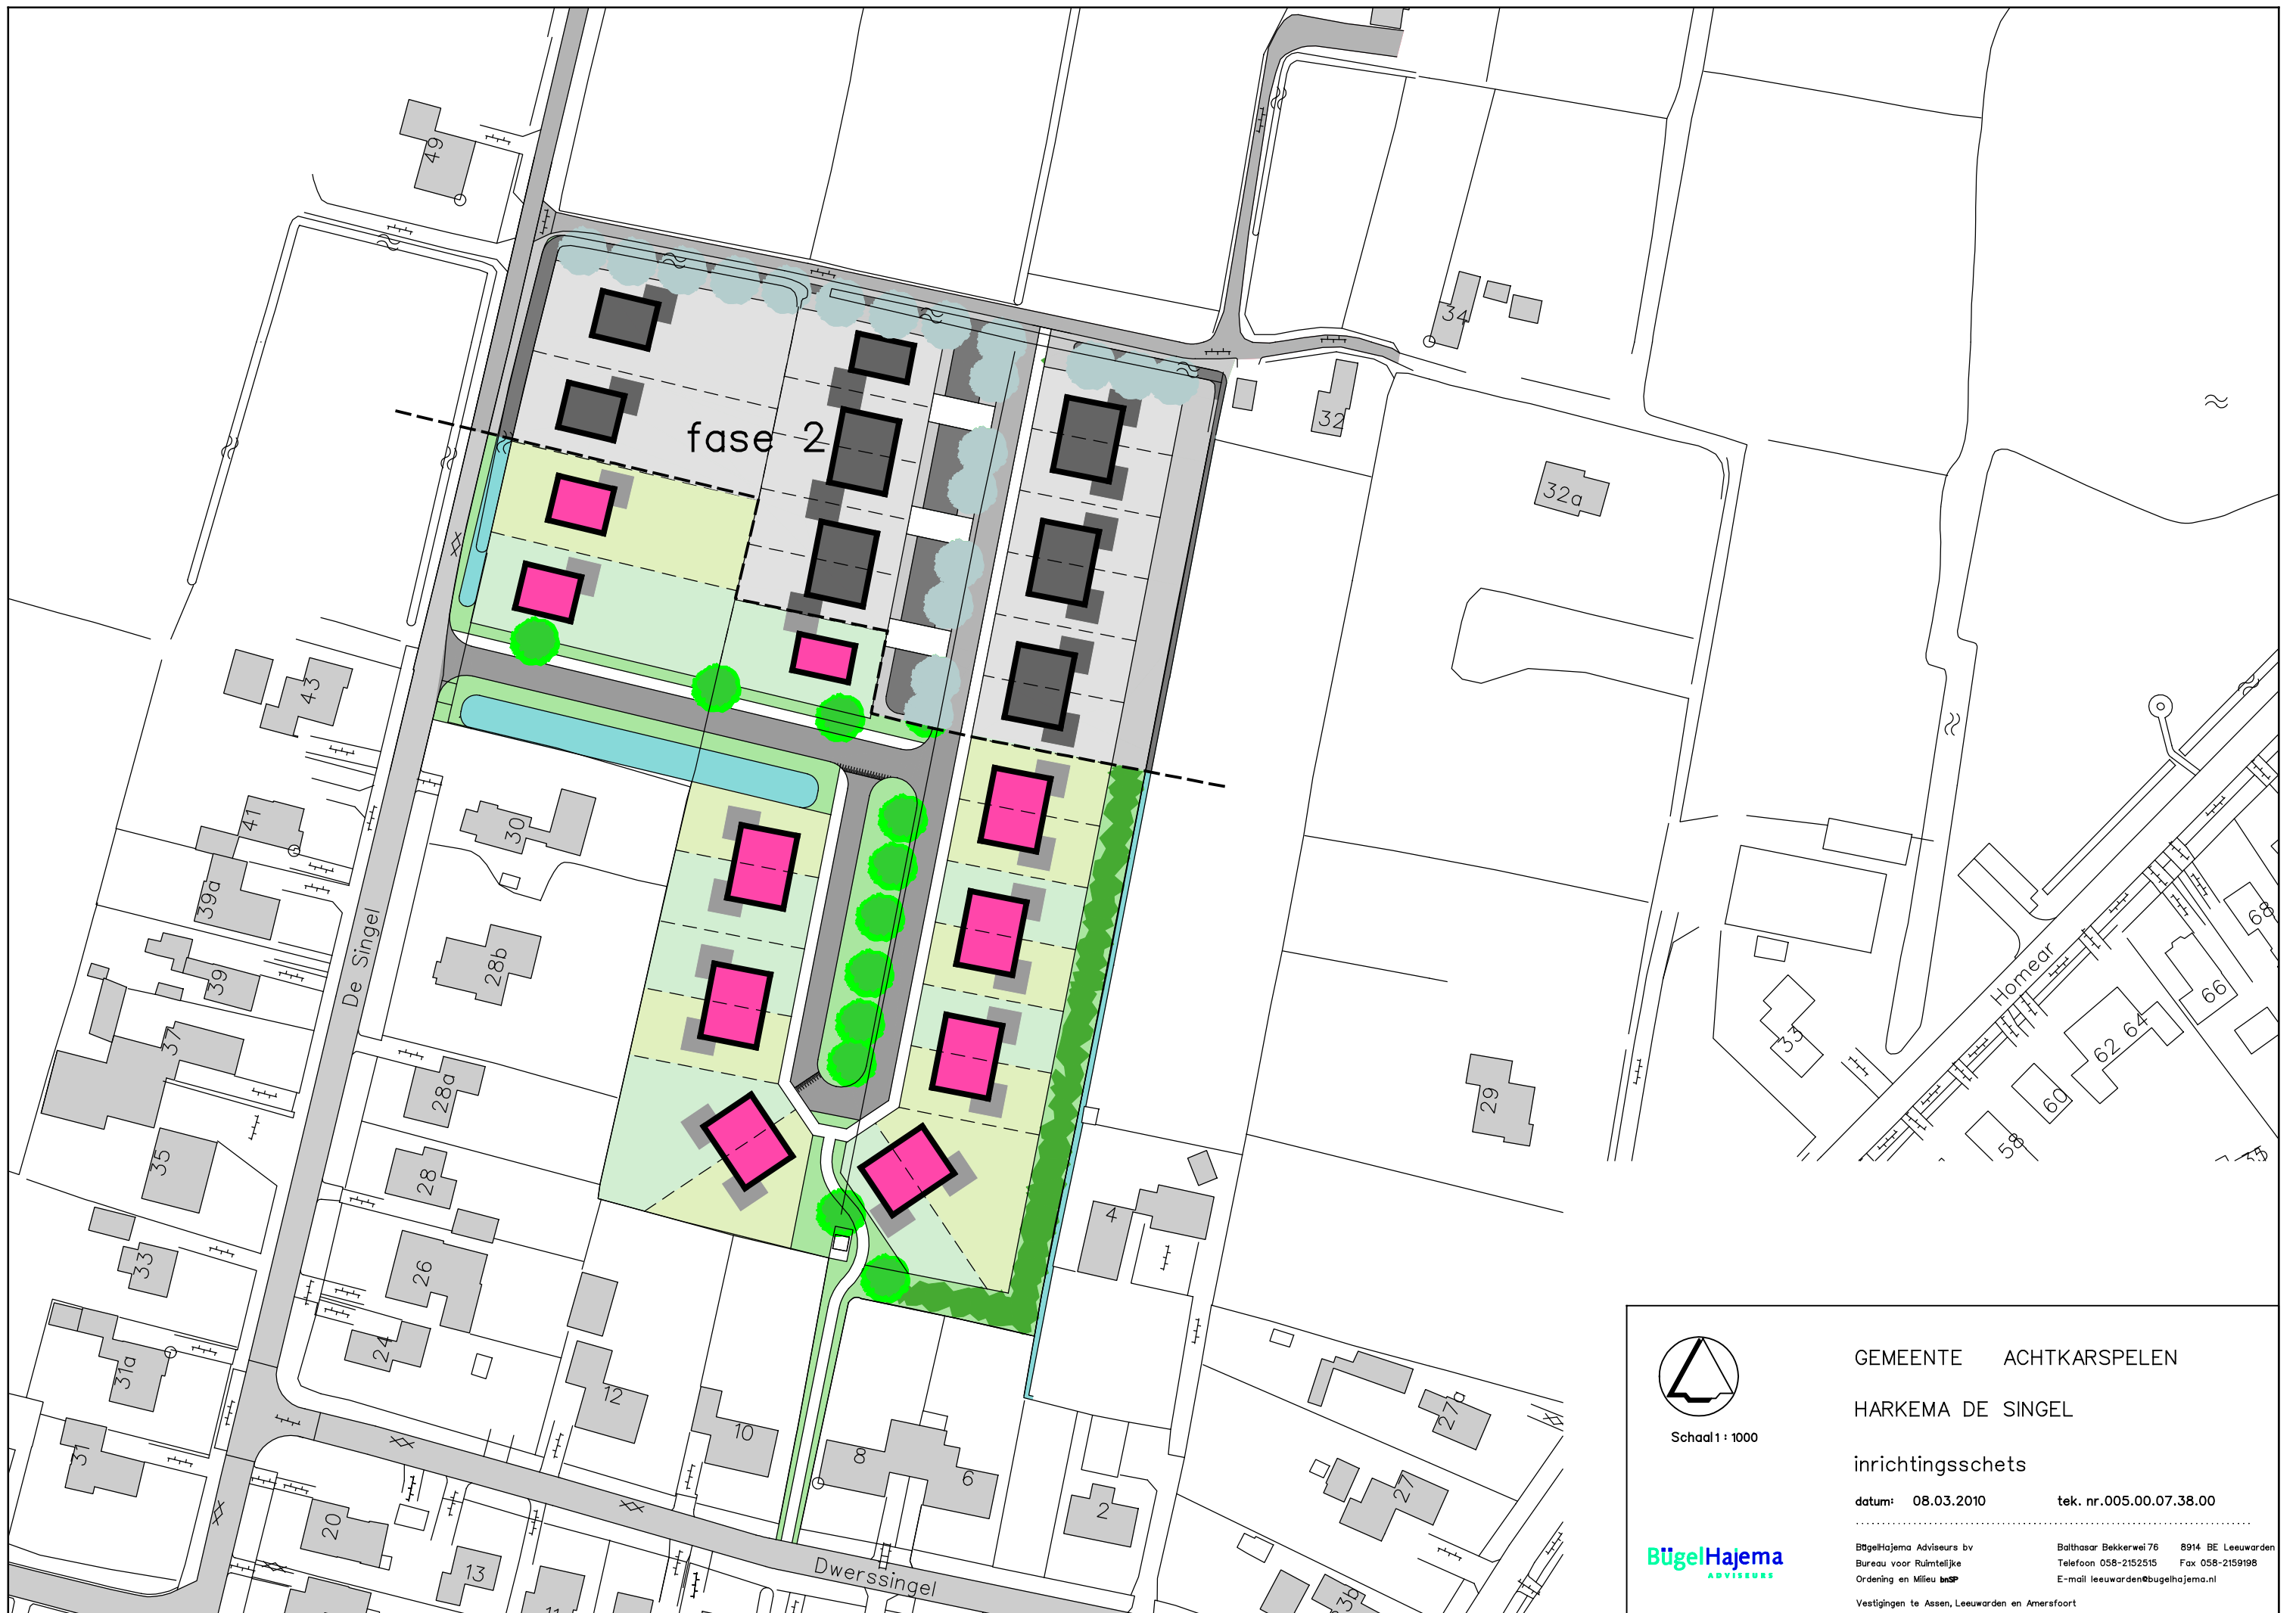 49
34
32
fase 2
32a
43
41
30
39a
28b
39
De Singel
37
28a
35
28
33
26
24
31a
12
10
8
6
4
2
31
20
13
Dwerssingel
29
33
Homear
68
66
62 64
60
58
35
27
27
3b
GEMEENTE ACHTKARSPELEN
HARKEMA DE SINGEL
Schaal 1 : 1000
inrichtingsschets
datum: 08.03.2010 tek. nr.005.00.07.38.00
BügelHajema
ADVISEURS
BügelHajema Adviseurs bv Balthasar Bekkerwei 76 8914 BE Leeuwarden
Bureau voor Ruimtelijke Telefoon 058-2152515 Fax 058-2159198
Ordening en Milieu bnSP E-mail leeuwarden@bugelhajema.nl
Vestigingen te Assen, Leeuwarden en Amersfoort